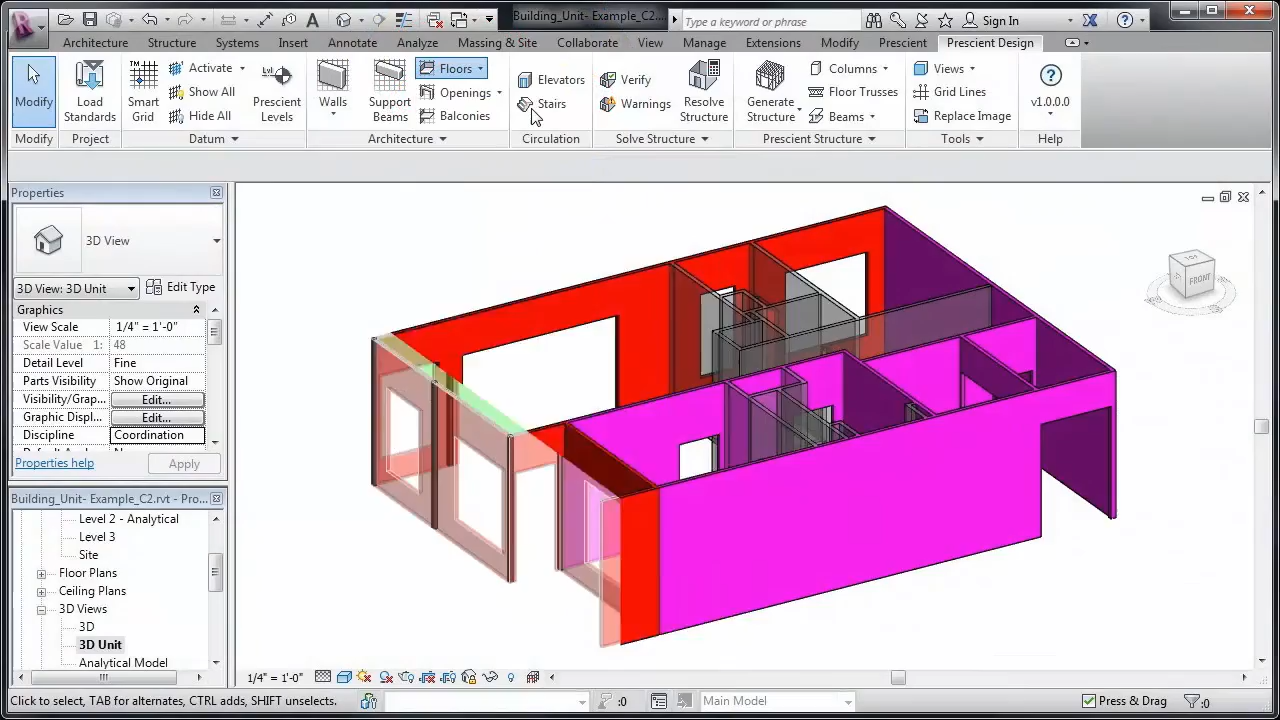 Building_Unit- Example_C2....
Type a keyword or phrase
Sign In
Architecture Structure Systems Insert Annotate Analyze Massing & Site Collaborate View Manage Extensions Modify Prescient Prescient Design
Modify
Load Standards
Smart Grid
Activate
Show All
Hide All
Prescient Levels
Walls
Support Beams
Floors
Openings
Balconies
Elevators
Stairs
Verify
Warnings
Resolve Structure
Generate Structure
Columns
Floor Trusses
Beams
Views
Grid Lines
Replace Image
v1.0.0.0
Modify Project Datum Architecture Circulation Solve Structure Prescient Structure Tools Help
Properties
3D View
3D View: 3D Unit Edit Type
Graphics
View Scale 1/4" = 1'-0"
Scale Value 1: 48
Detail Level Fine
Parts Visibility Show Original
Visibility/Grap... Edit...
Graphic Displ... Edit...
Discipline Coordination
Properties help Apply
Building_Unit- Example_C2.rvt - Pro...
Level 2 - Analytical
Level 3
Site
Floor Plans
Ceiling Plans
3D Views
3D
3D Unit
Analytical Model
TOP
FRONT
1/4" = 1'-0"
Click to select, TAB for alternates, CTRL adds, SHIFT unselects.
:0
Main Model
Press & Drag
:0